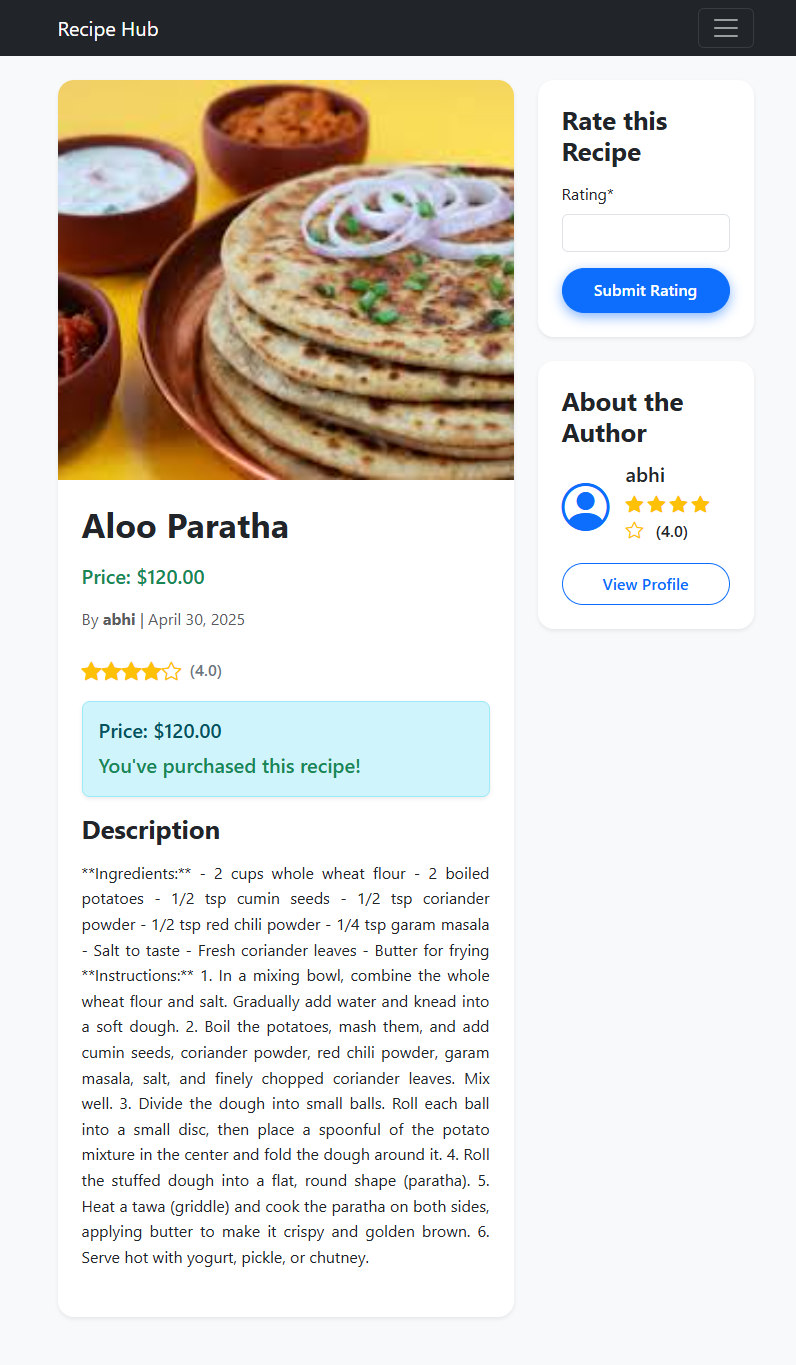 Recipe Hub
Aloo Paratha
Price: $120.00
By abhi | April 30, 2025
(4.0)
Price: $120.00
You've purchased this recipe!
Description
**Ingredients:** - 2 cups whole wheat flour - 2 boiled
potatoes - 1/2 tsp cumin seeds - 1/2 tsp coriander
powder - 1/2 tsp red chili powder - 1/4 tsp garam masala
- Salt to taste - Fresh coriander leaves - Butter for frying
**Instructions:** 1. In a mixing bowl, combine the whole
wheat flour and salt. Gradually add water and knead into
a soft dough. 2. Boil the potatoes, mash them, and add
cumin seeds, coriander powder, red chili powder, garam
masala, salt, and finely chopped coriander leaves. Mix
well. 3. Divide the dough into small balls. Roll each ball
into a small disc, then place a spoonful of the potato
mixture in the center and fold the dough around it. 4. Roll
the stuffed dough into a flat, round shape (paratha). 5.
Heat a tawa (griddle) and cook the paratha on both sides,
applying butter to make it crispy and golden brown. 6.
Serve hot with yogurt, pickle, or chutney.
Rate this
Recipe
Rating*
Submit Rating
About the
Author
abhi
(4.0)
View Profile